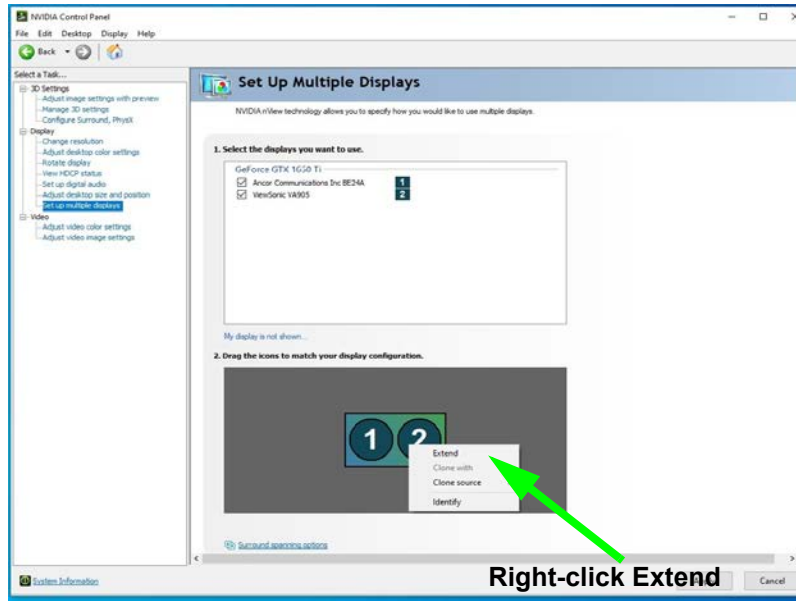 NVIDIA Control Panel
File Edit Desktop Display Help
Back
Select a Task...
3D Settings
Adjust image settings with preview
Manage 3D settings
Configure Surround, PhysX
Display
Change resolution
Adjust desktop color settings
Rotate display
View HDCP status
Set up digital audio
Adjust desktop size and position
Set up multiple displays
Video
Adjust video color settings
Adjust video image settings
Set Up Multiple Displays
NVIDIA nView technology allows you to specify how you would like to use multiple displays.
1. Select the displays you want to use.
GeForce GTX 1650 Ti
Ancor Communications Inc BE24A 1
ViewSonic VA905 2
My display is not shown...
2. Drag the icons to match your display configuration.
1 2
Extend
Clone with
Clone source
Identify
Surround spanning options
Right-click Extend
System Information
Cancel